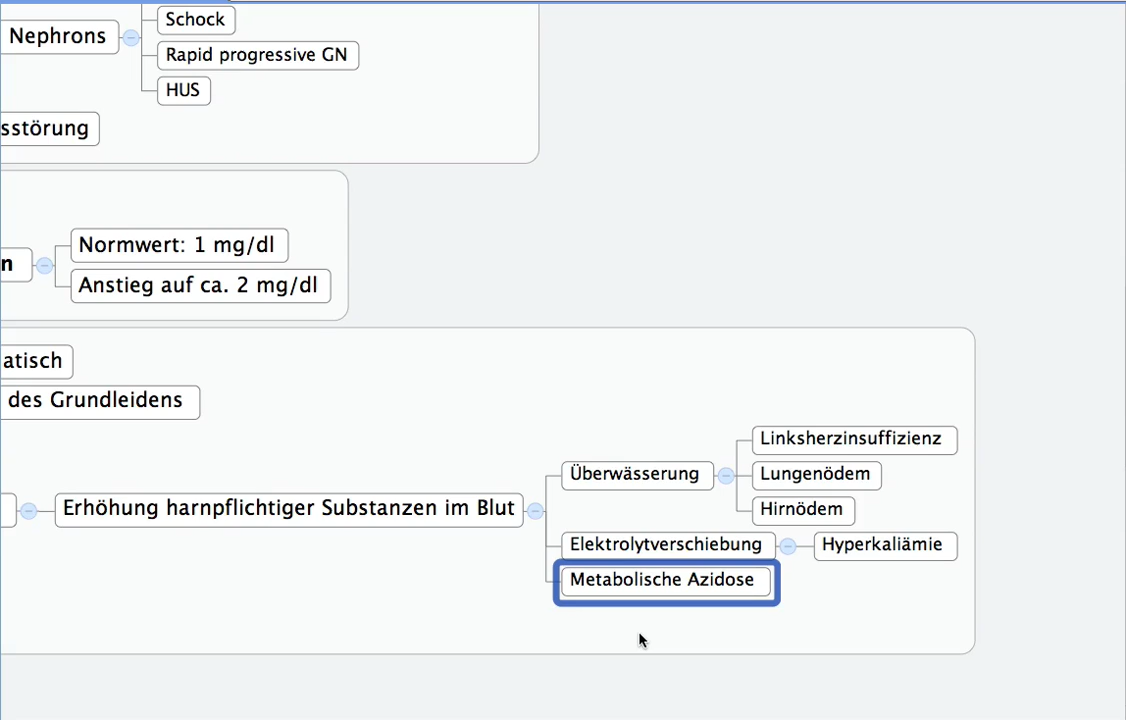 Schock
Nephrons
Rapid progressive GN
HUS
sstörung
Normwert: 1 mg/dl
n
Anstieg auf ca. 2 mg/dl
atisch
des Grundleidens
Linksherzinsuffizienz
Überwässerung
Lungenödem
Erhöhung harnpflichtiger Substanzen im Blut
Hirnödem
Elektrolytverschiebung
Hyperkaliämie
Metabolische Azidose